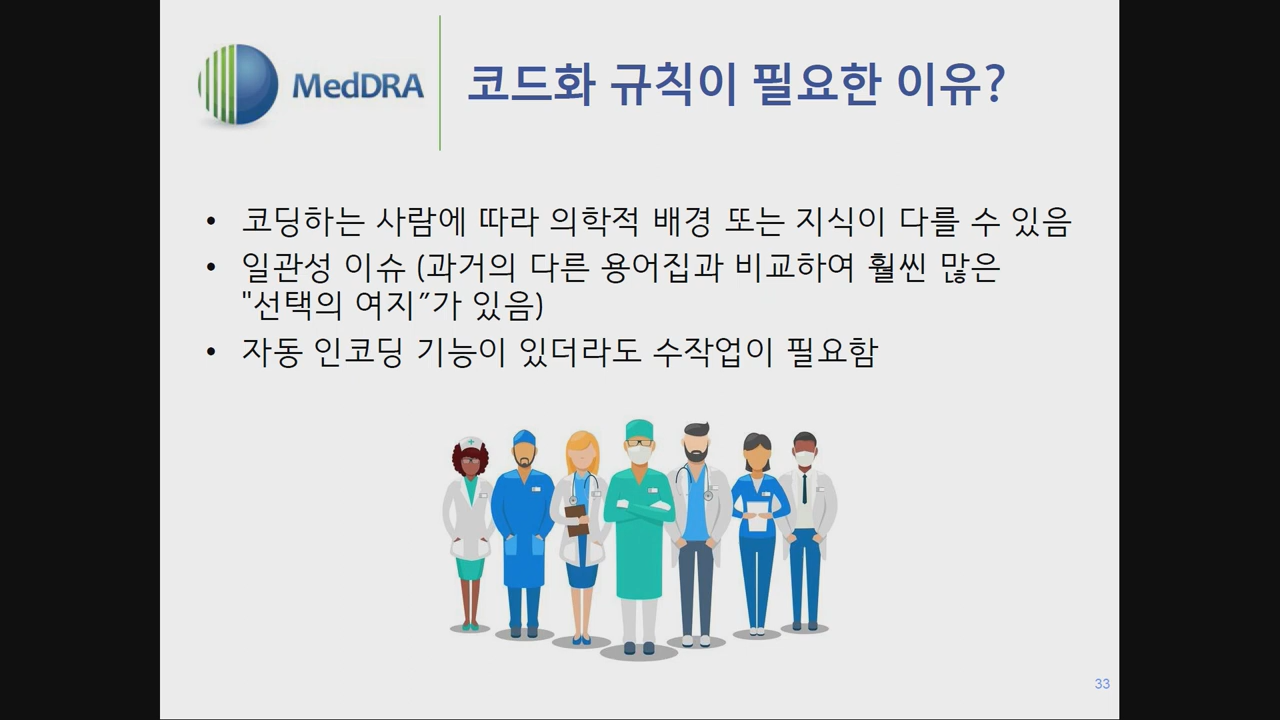 MedDRA
코드화 규칙이 필요한 이유?
• 코딩하는 사람에 따라 의학적 배경 또는 지식이 다를 수 있음
• 일관성 이슈 (과거의 다른 용어집과 비교하여 훨씬 많은
"선택의 여지″가 있음)
• 자동 인코딩 기능이 있더라도 수작업이 필요함
33